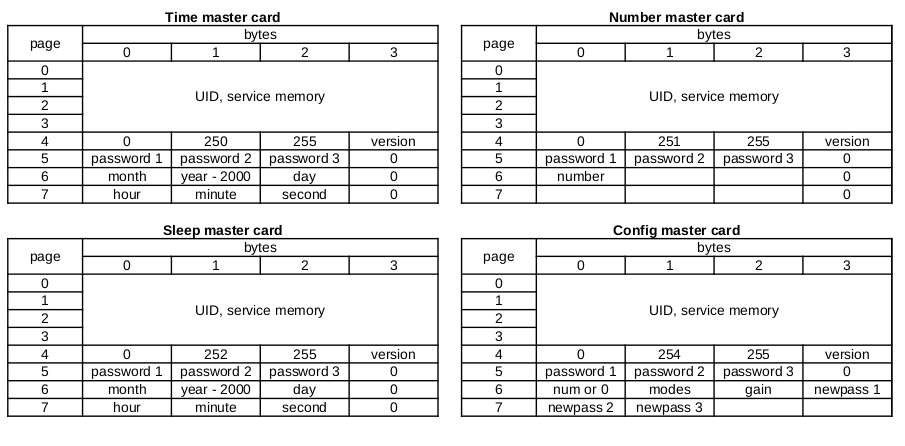 Time master card
page bytes
0 1 2 3
0
1
2
3
UID, service memory
4 0 250 255 version
5 password 1 password 2 password 3 0
6 month year - 2000 day 0
7 hour minute second 0
Number master card
page bytes
0 1 2 3
0
1
2
3
UID, service memory
4 0 251 255 version
5 password 1 password 2 password 3 0
6 number 0
7 0
Sleep master card
page bytes
0 1 2 3
0
1
2
3
UID, service memory
4 0 252 255 version
5 password 1 password 2 password 3 0
6 month year - 2000 day 0
7 hour minute second 0
Config master card
page bytes
0 1 2 3
0
1
2
3
UID, service memory
4 0 254 255 version
5 password 1 password 2 password 3 0
6 num or 0 modes gain newpass 1
7 newpass 2 newpass 3